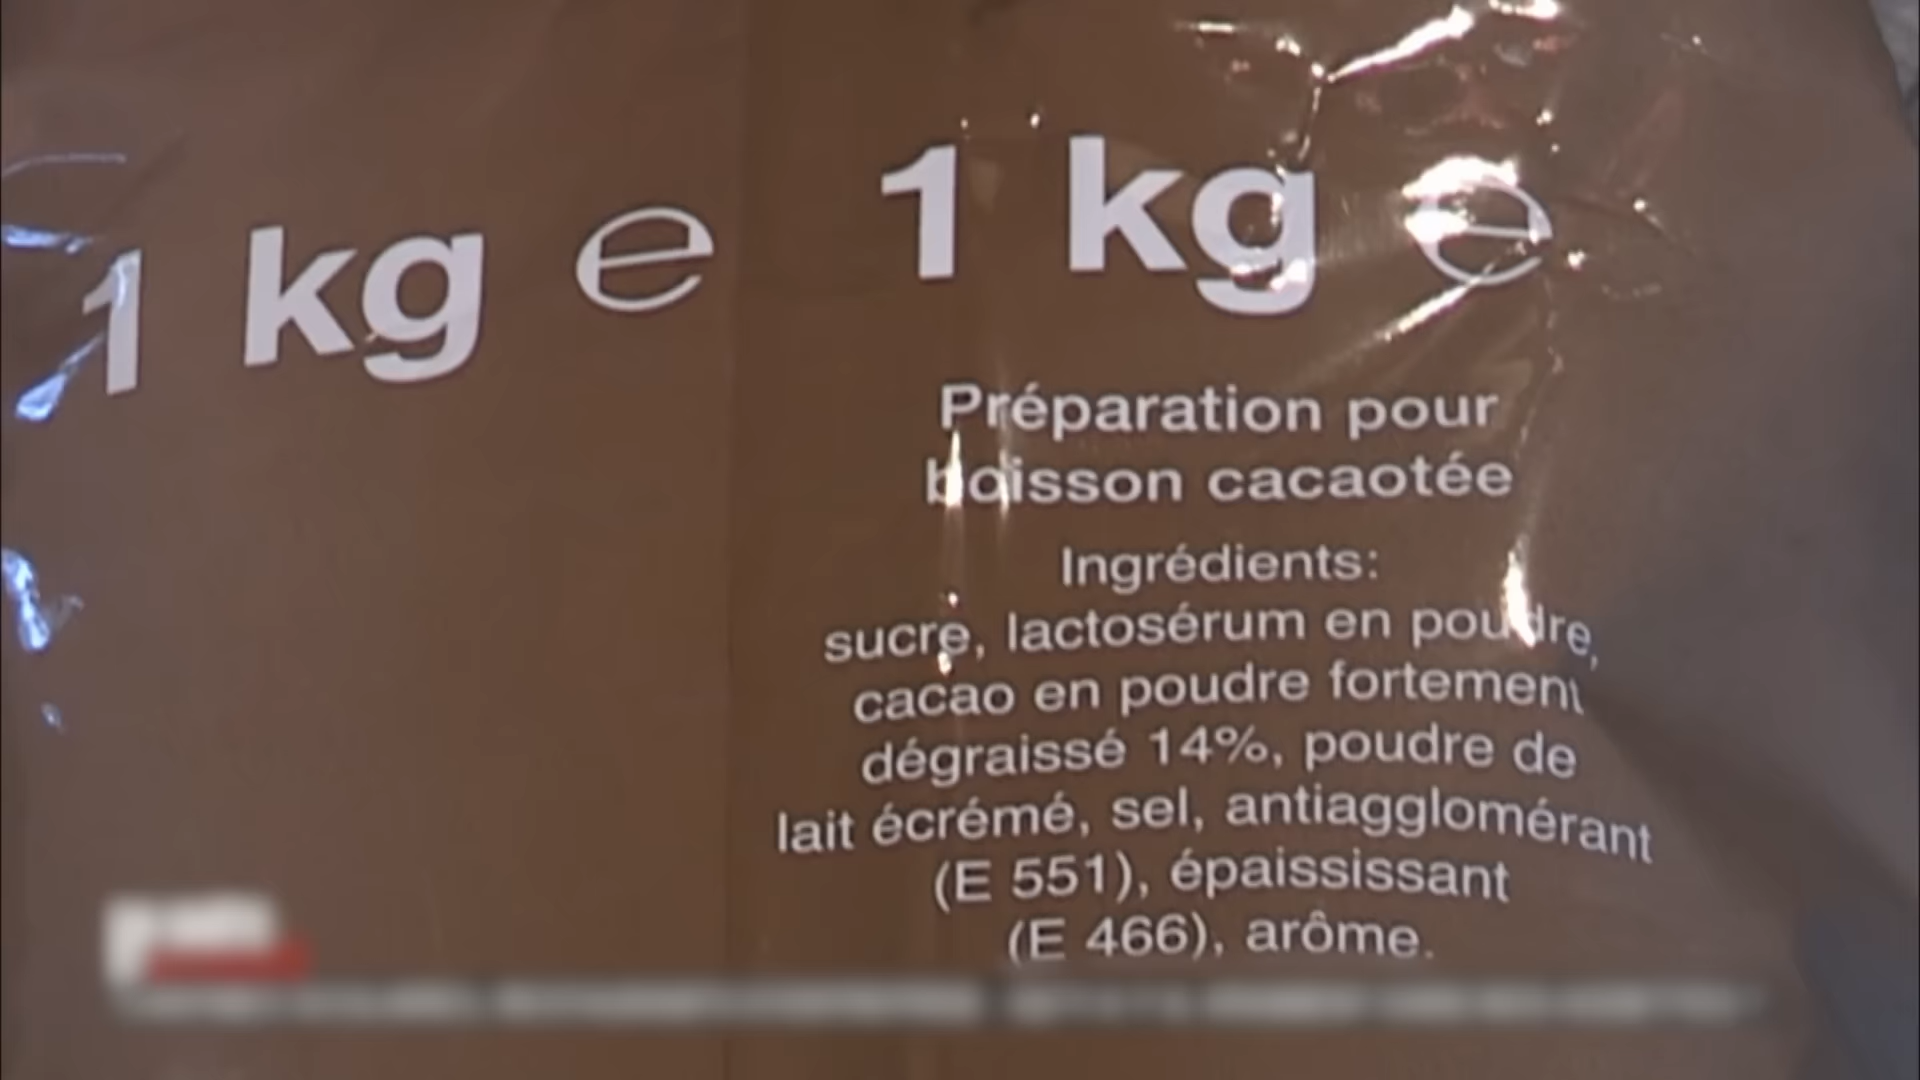 1 kg e
1 kg e
Préparation pour
boisson cacaotée
Ingrédients:
sucre, lactosérum en poudre,
cacao en poudre fortement
dégraissé 14%, poudre de
lait écrémé, sel, antiagglomérant
(E 551), épaississant
(E 466), arôme.